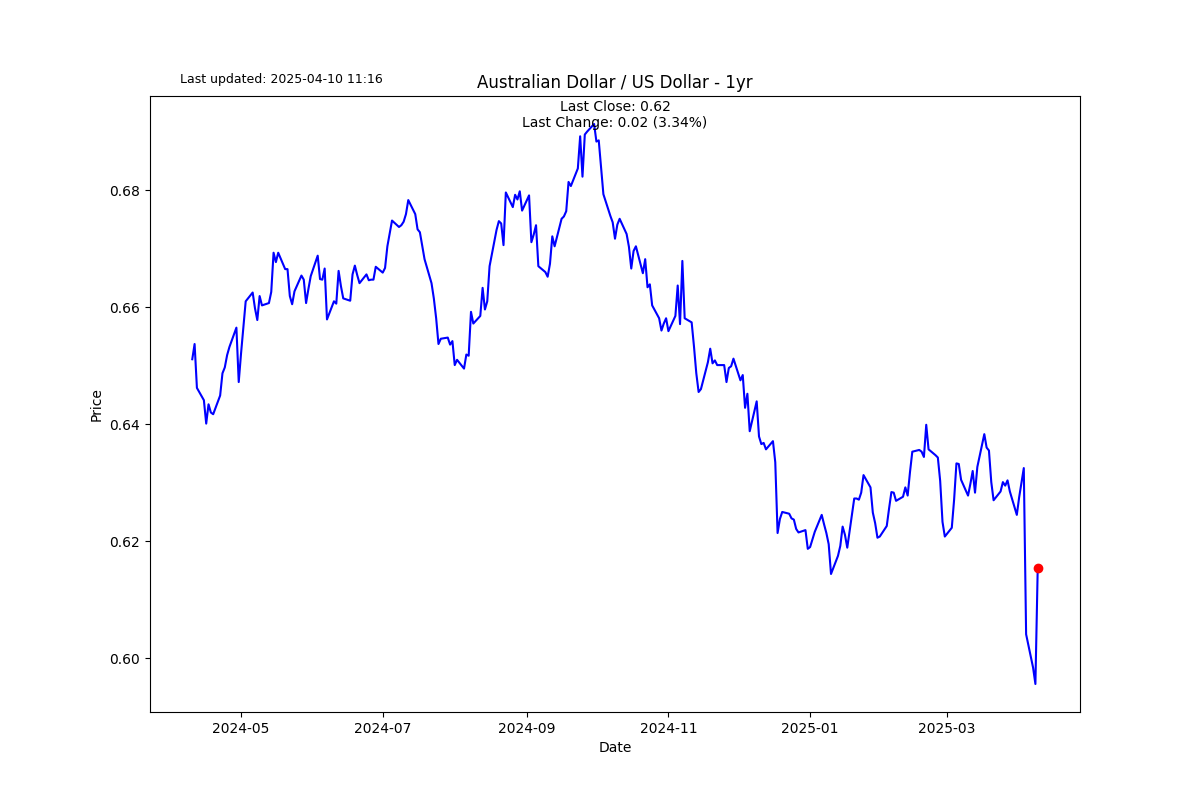 Last updated: 2025-04-10 11:16
Australian Dollar / US Dollar - 1yr
Last Close: 0.62
Last Change: 0.02 (3.34%)
0.68
0.66
0.64
0.62
0.60
Price
2024-05 2024-07 2024-09 2024-11 2025-01 2025-03
Date